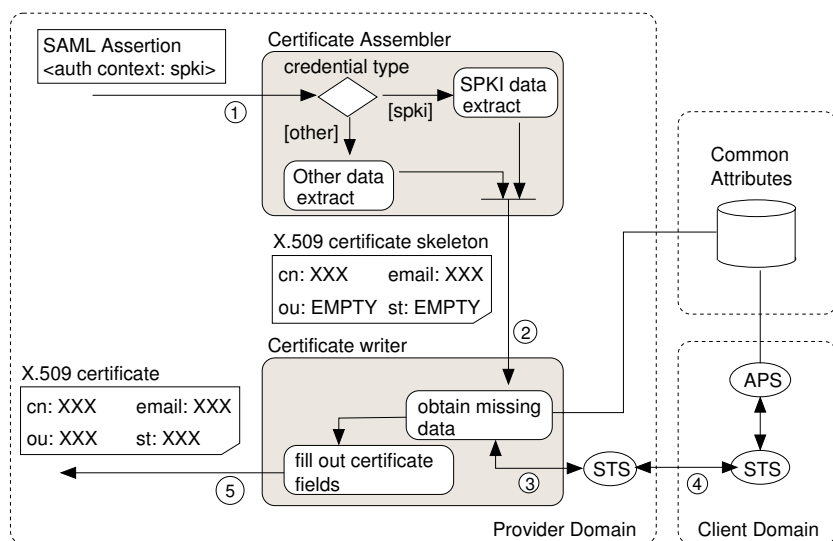 SAML Assertion
<auth context: spki>
Certificate Assembler
credential type
SPKI data
extract
1
[spki]
[other]
Other data
extract
Common
Attributes
X.509 certificate skeleton
cn: XXX email: XXX
ou: EMPTY st: EMPTY
2
Certificate writer
X.509 certificate
cn: XXX email: XXX
ou: XXX st: XXX
obtain missing
data
APS
fill out certificate
fields
3
STS
4
STS
5
Provider Domain
Client Domain